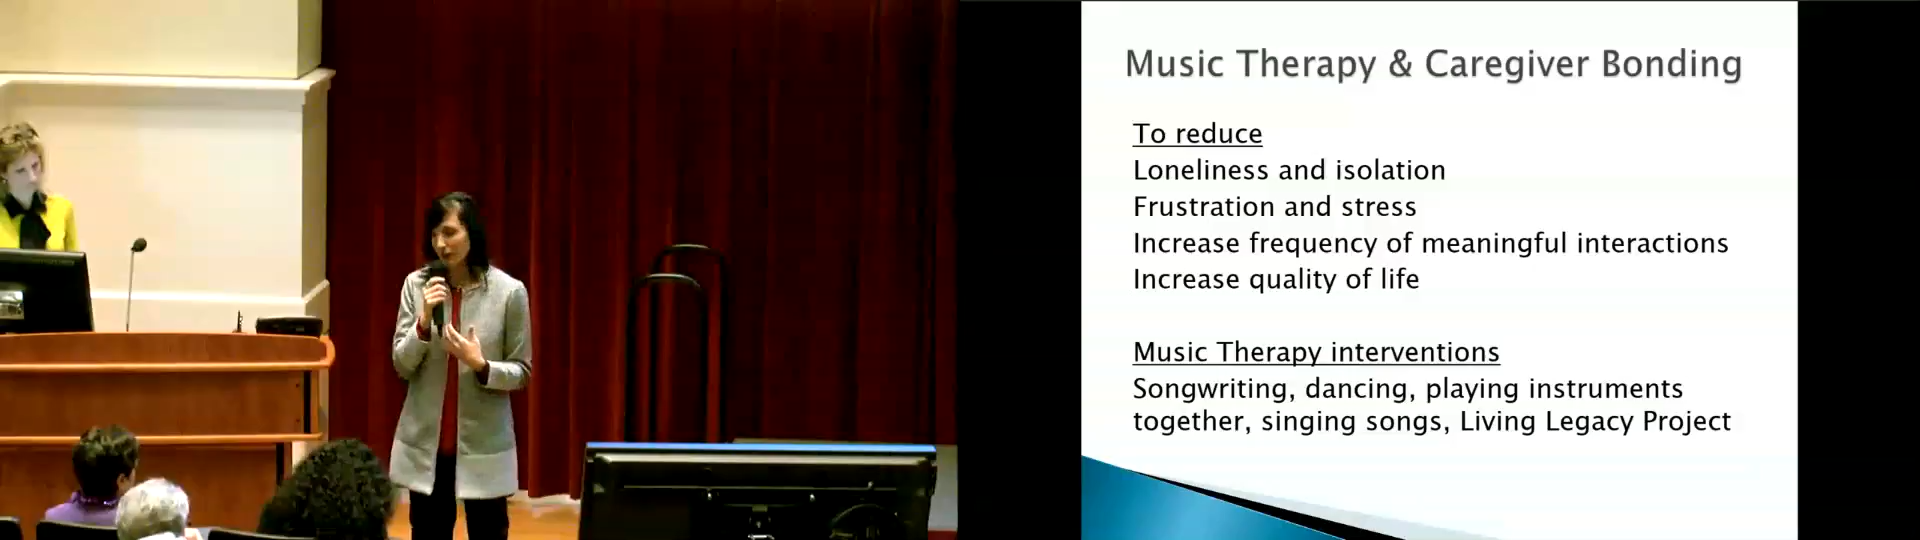 Music Therapy & Caregiver Bonding
To reduce
Loneliness and isolation
Frustration and stress
Increase frequency of meaningful interactions
Increase quality of life
Music Therapy interventions
Songwriting, dancing, playing instruments
together, singing songs, Living Legacy Project